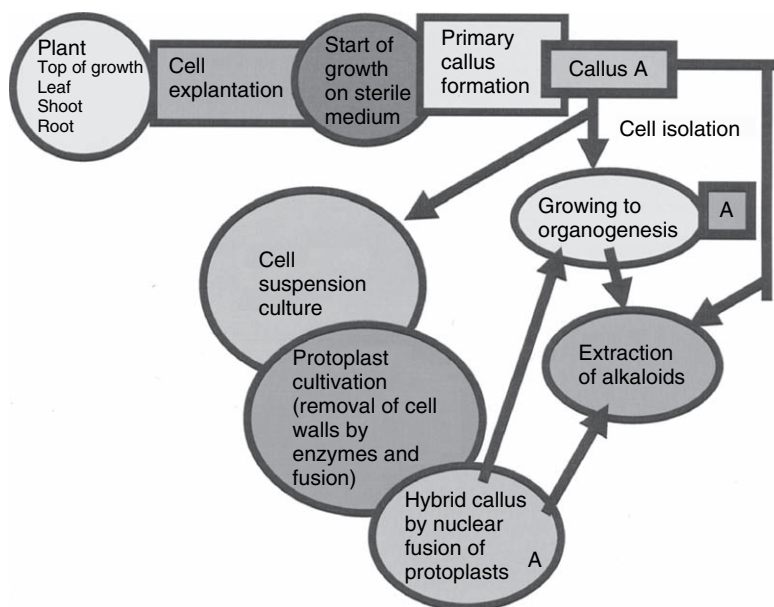 Plant
Top of growth
Leaf
Shoot
Root
Cell
explantation
Start of
growth
on sterile
medium
Primary
callus
formation
Callus A
Cell isolation
Growing to
organogenesis
A
Cell
suspension
culture
Protoplast
cultivation
(removal of cell
walls by
enzymes and
fusion)
Extraction
of alkaloids
Hybrid callus
by nuclear
fusion of
protoplasts
A